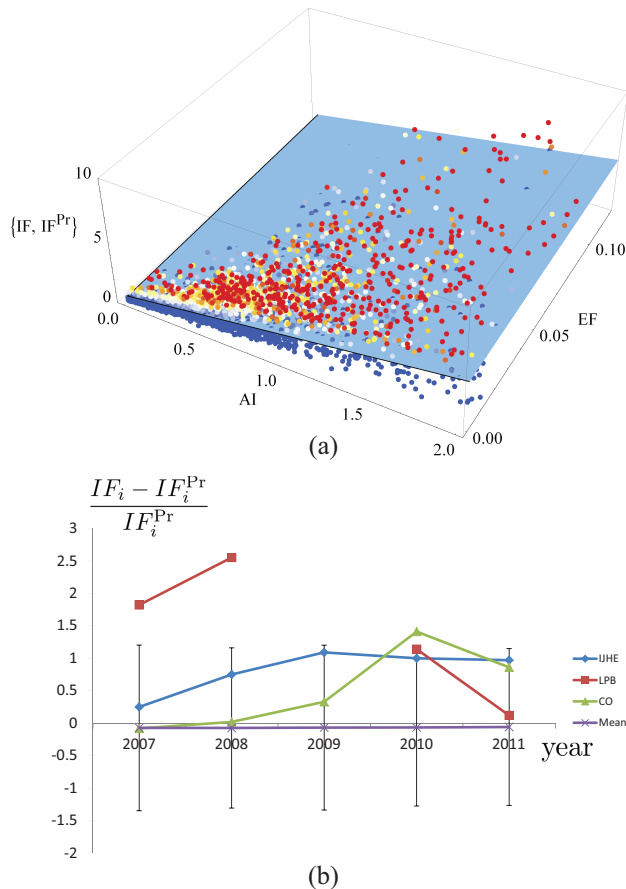 10
{IF, IF^Pr}
5
0
0.0
0.5
1.0
AI
1.5
2.0
0.00
0.05
EF
0.10
(a)
IF_i − IF_i^Pr
IF_i^Pr
3
2.5
2
1.5
1
0.5
0
-0.5
-1
-1.5
-2
2007 2008 2009 2010 2011 year
IJHE
LPB
CO
Mean
(b)